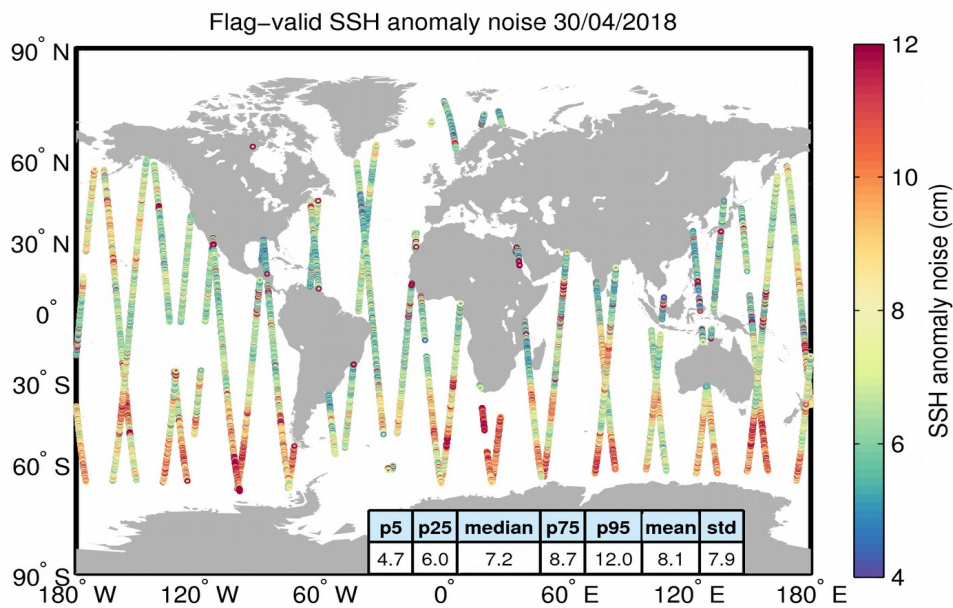 Flag−valid SSH anomaly noise 30/04/2018
90° N
60° N
30° N
0°
30° S
60° S
90° S
180° W
120° W
60° W
0°
60° E
120° E
180° E
p5 p25 median p75 p95 mean std
4.7 6.0 7.2 8.7 12.0 8.1 7.9
12
10
8
6
4
SSH anomaly noise (cm)